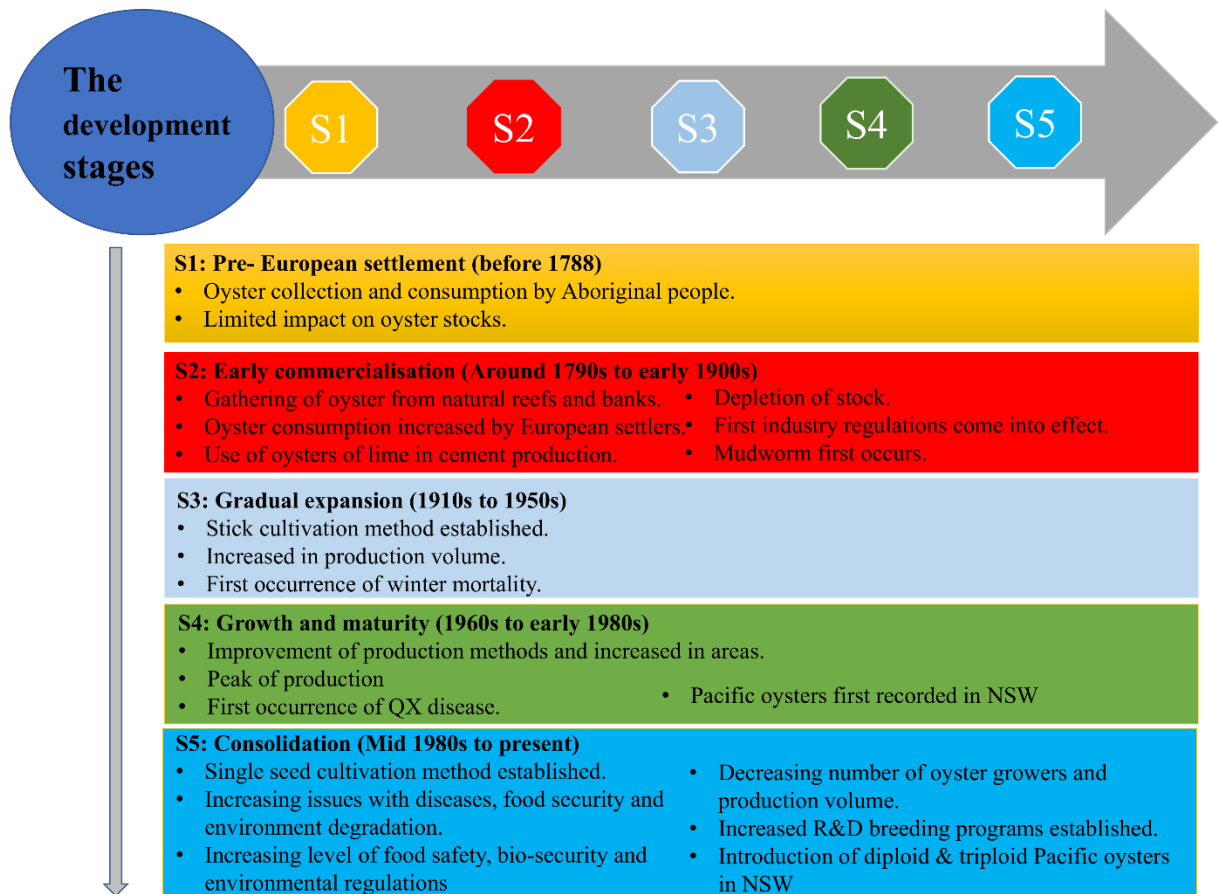 The
development
stages
S1
S2
S3
S4
S5
S1: Pre- European settlement (before 1788)
• Oyster collection and consumption by Aboriginal people.
• Limited impact on oyster stocks.
S2: Early commercialisation (Around 1790s to early 1900s)
• Gathering of oyster from natural reefs and banks.
• Oyster consumption increased by European settlers.
• Use of oysters of lime in cement production.
• Depletion of stock.
• First industry regulations come into effect.
• Mudworm first occurs.
S3: Gradual expansion (1910s to 1950s)
• Stick cultivation method established.
• Increased in production volume.
• First occurrence of winter mortality.
S4: Growth and maturity (1960s to early 1980s)
• Improvement of production methods and increased in areas.
• Peak of production
• First occurrence of QX disease.
• Pacific oysters first recorded in NSW
S5: Consolidation (Mid 1980s to present)
• Single seed cultivation method established.
• Increasing issues with diseases, food security and
environment degradation.
• Increasing level of food safety, bio-security and
environmental regulations
• Decreasing number of oyster growers and
production volume.
• Increased R&D breeding programs established.
• Introduction of diploid & triploid Pacific oysters
in NSW